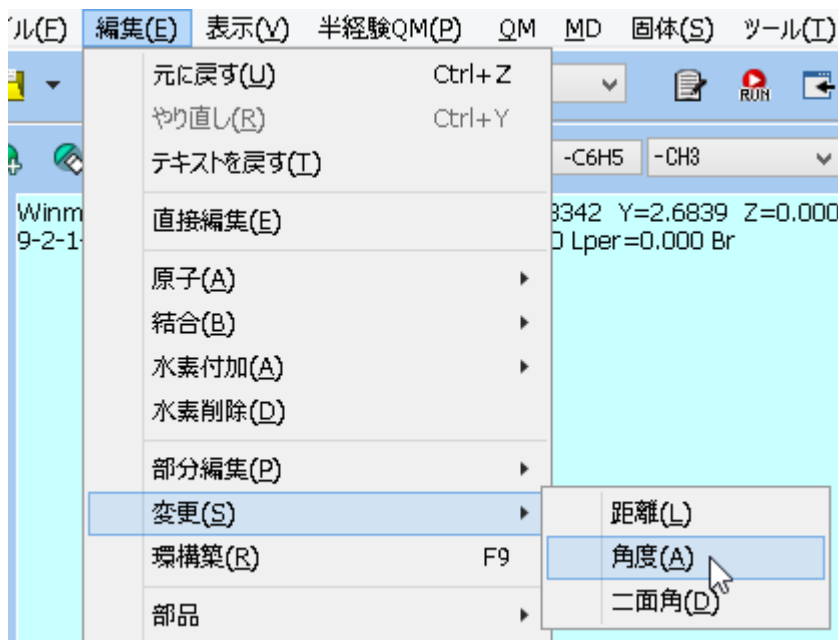 イル(F) 編集(E) 表示(V) 半経験QM(P) QM MD 固体(S) ツール(T)
元に戻す(U) Ctrl+Z
やり直し(R) Ctrl+Y
RUN
テキストを戻す(T)
-C6H5 -CH3
Winm 3342 Y=2.6839 Z=0.000
9-2-1- 0 Lper=0.000 Br
直接編集(E)
原子(A)
結合(B)
水素付加(A)
水素削除(D)
部分編集(P)
変更(S)
距離(L)
環構築(R) F9
角度(A)
二面角(D)
部品